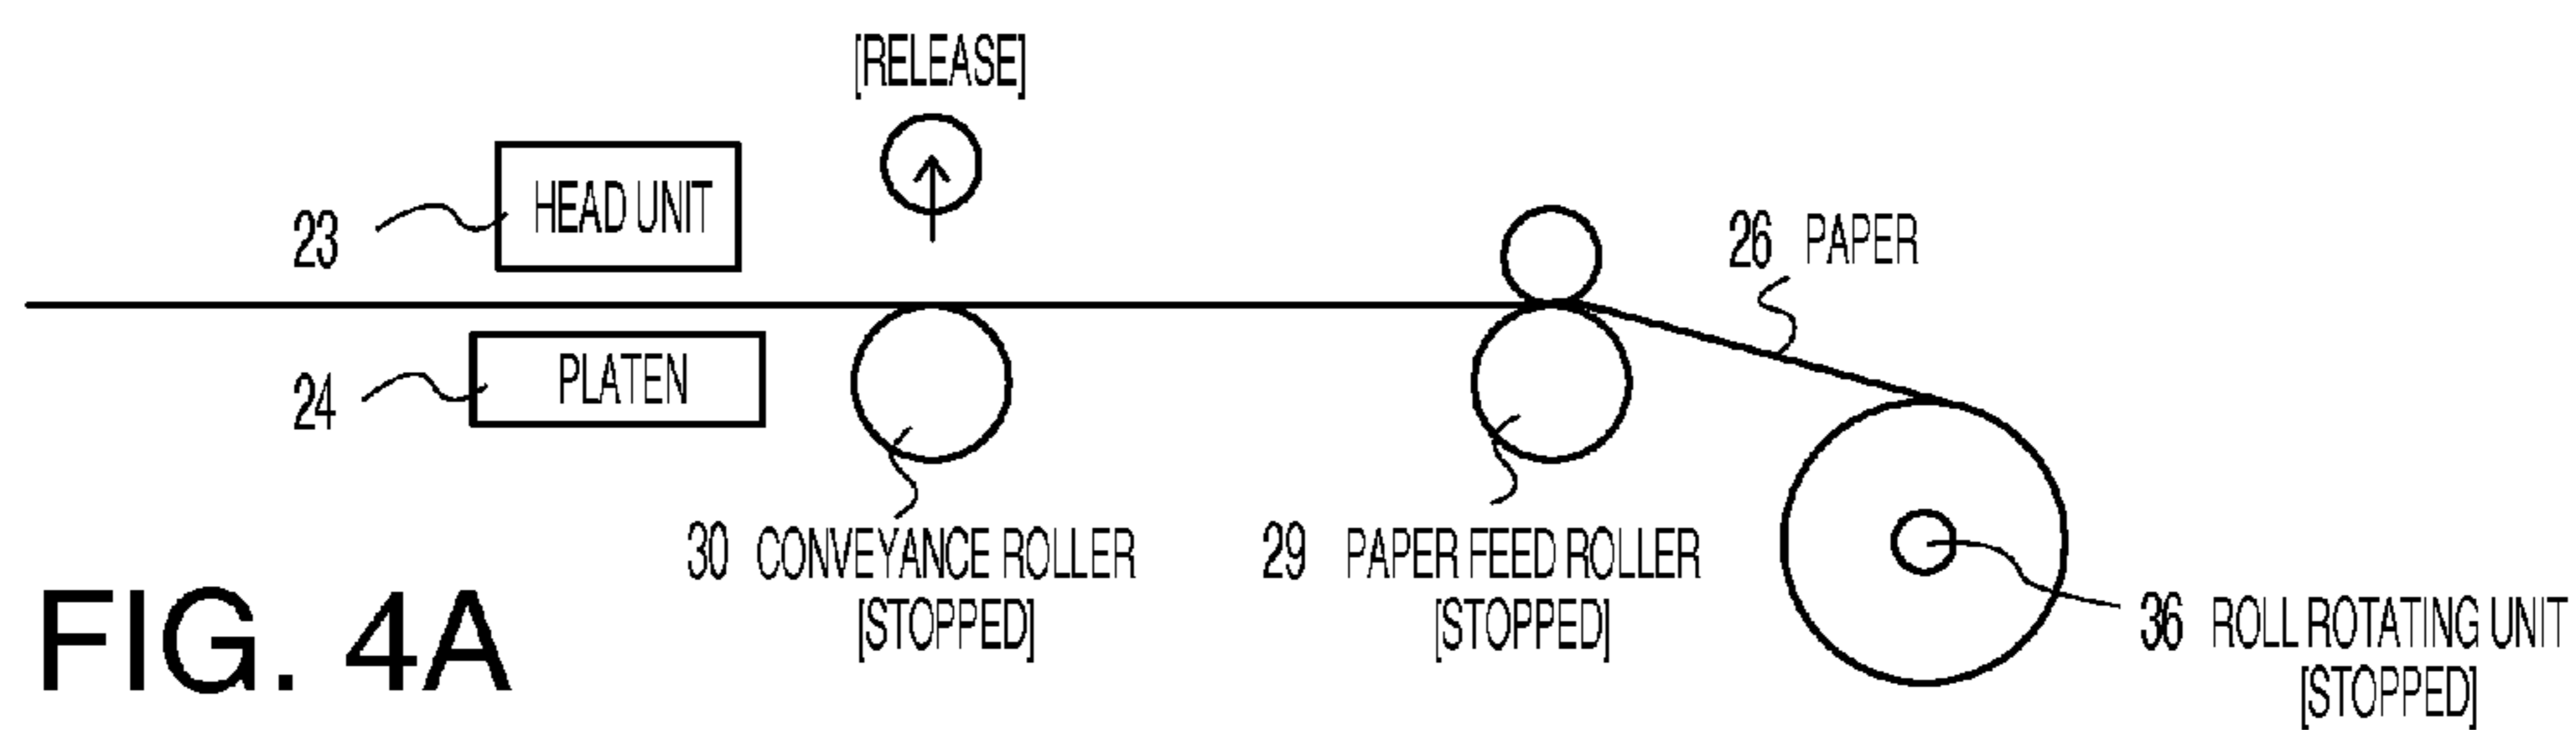 [RELEASE]
23 HEAD UNIT
26 PAPER
24 PLATEN
30 CONVEYANCE ROLLER
[STOPPED]
29 PAPER FEED ROLLER
[STOPPED]
36 ROLL ROTATING UNIT
[STOPPED]
FIG. 4A